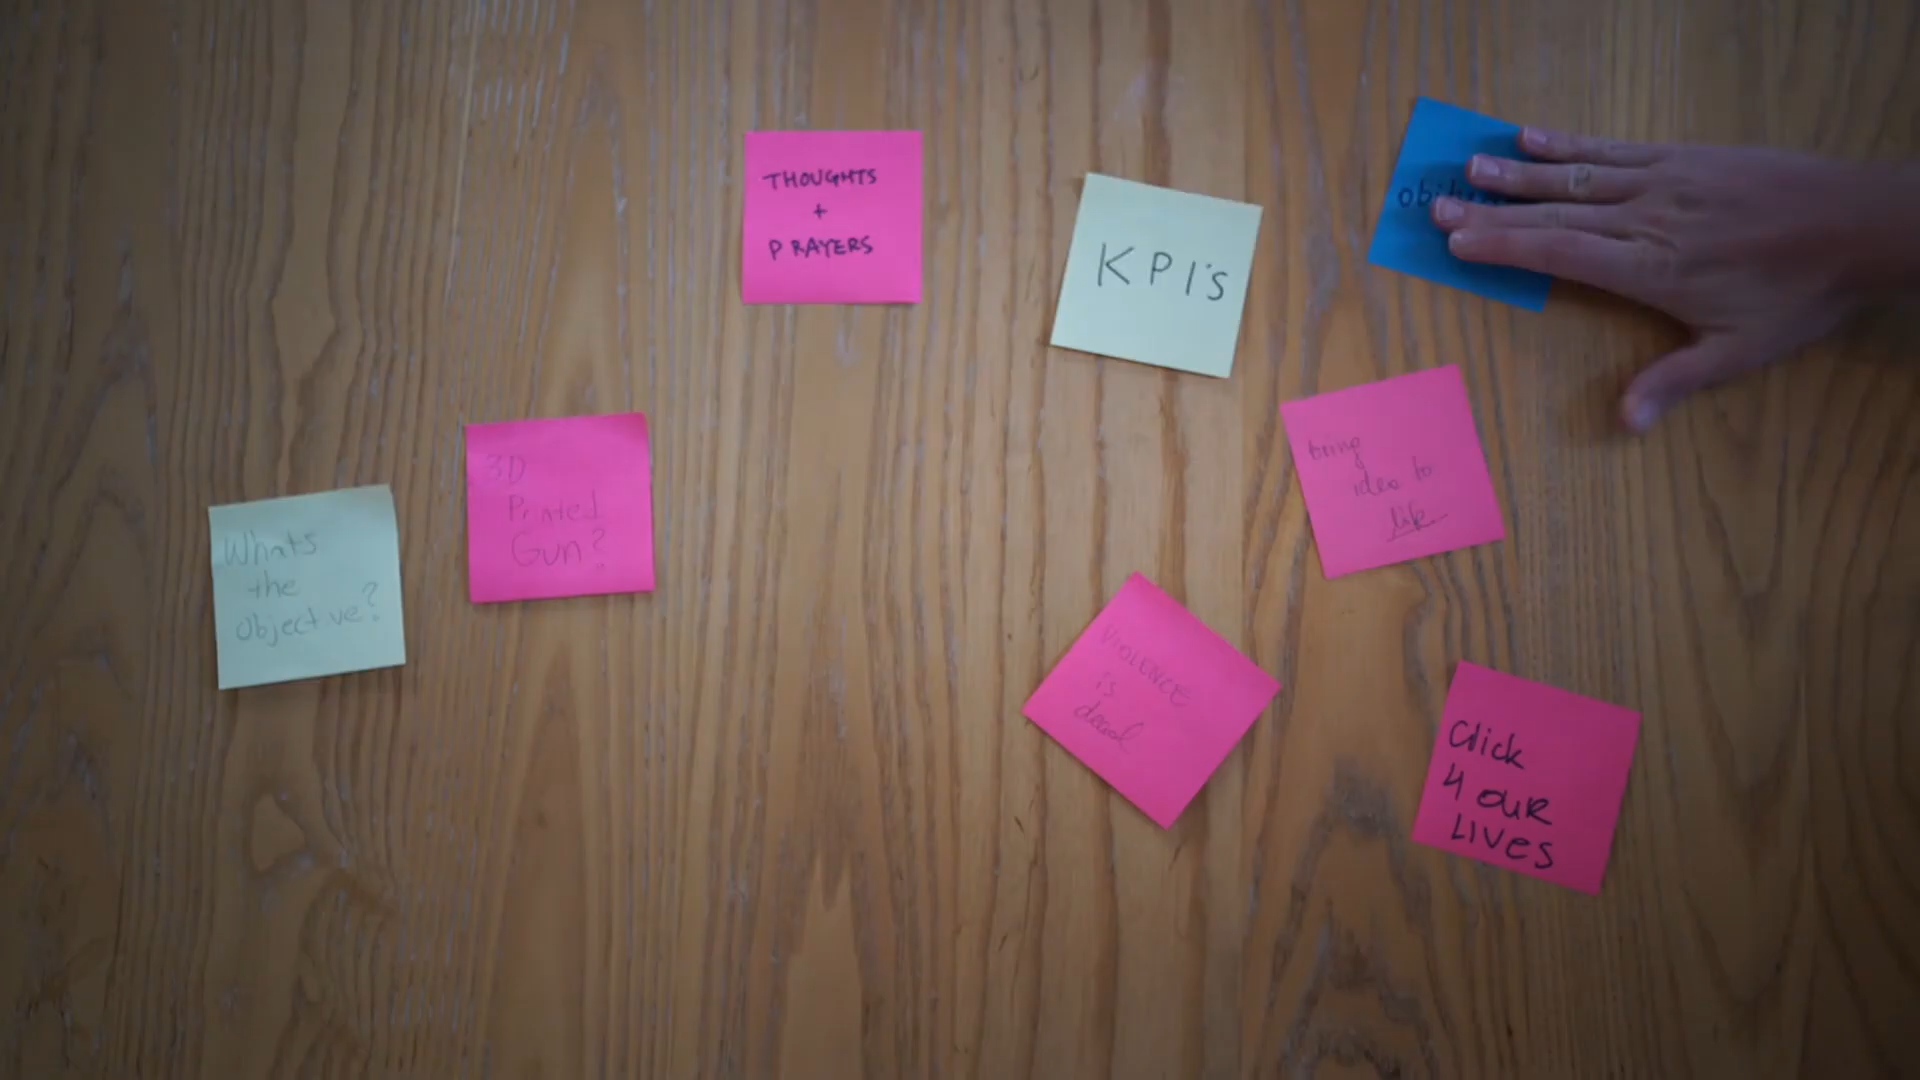 THOUGHTS
+
PRAYERS
KPI'S
3D
Printed
Gun?
bring
idea to
life
Whats
the
Objective?
VIOLENCE
is
dead
Click
4 OUR
LIVES